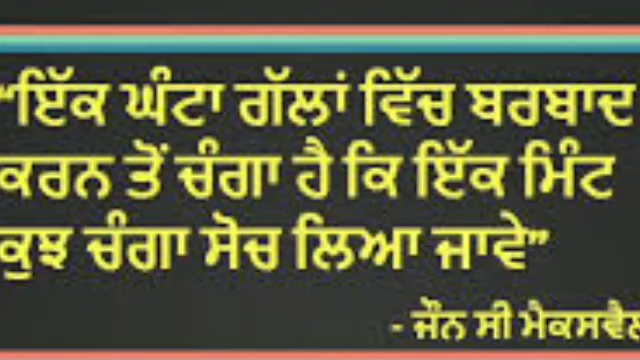 "ਇੱਕ ਘੰਟਾ ਗੱਲਾਂ ਵਿੱਚ ਬਰਬਾਦ
ਕਰਨ ਤੋਂ ਚੰਗਾ ਹੈ ਕਿ ਇੱਕ ਮਿੰਟ
ਕੁਝ ਚੰਗਾ ਸੋਚ ਲਿਆ ਜਾਵੇ"
- ਜੌਨ ਸੀ ਮੈਕਸਵੈਲ